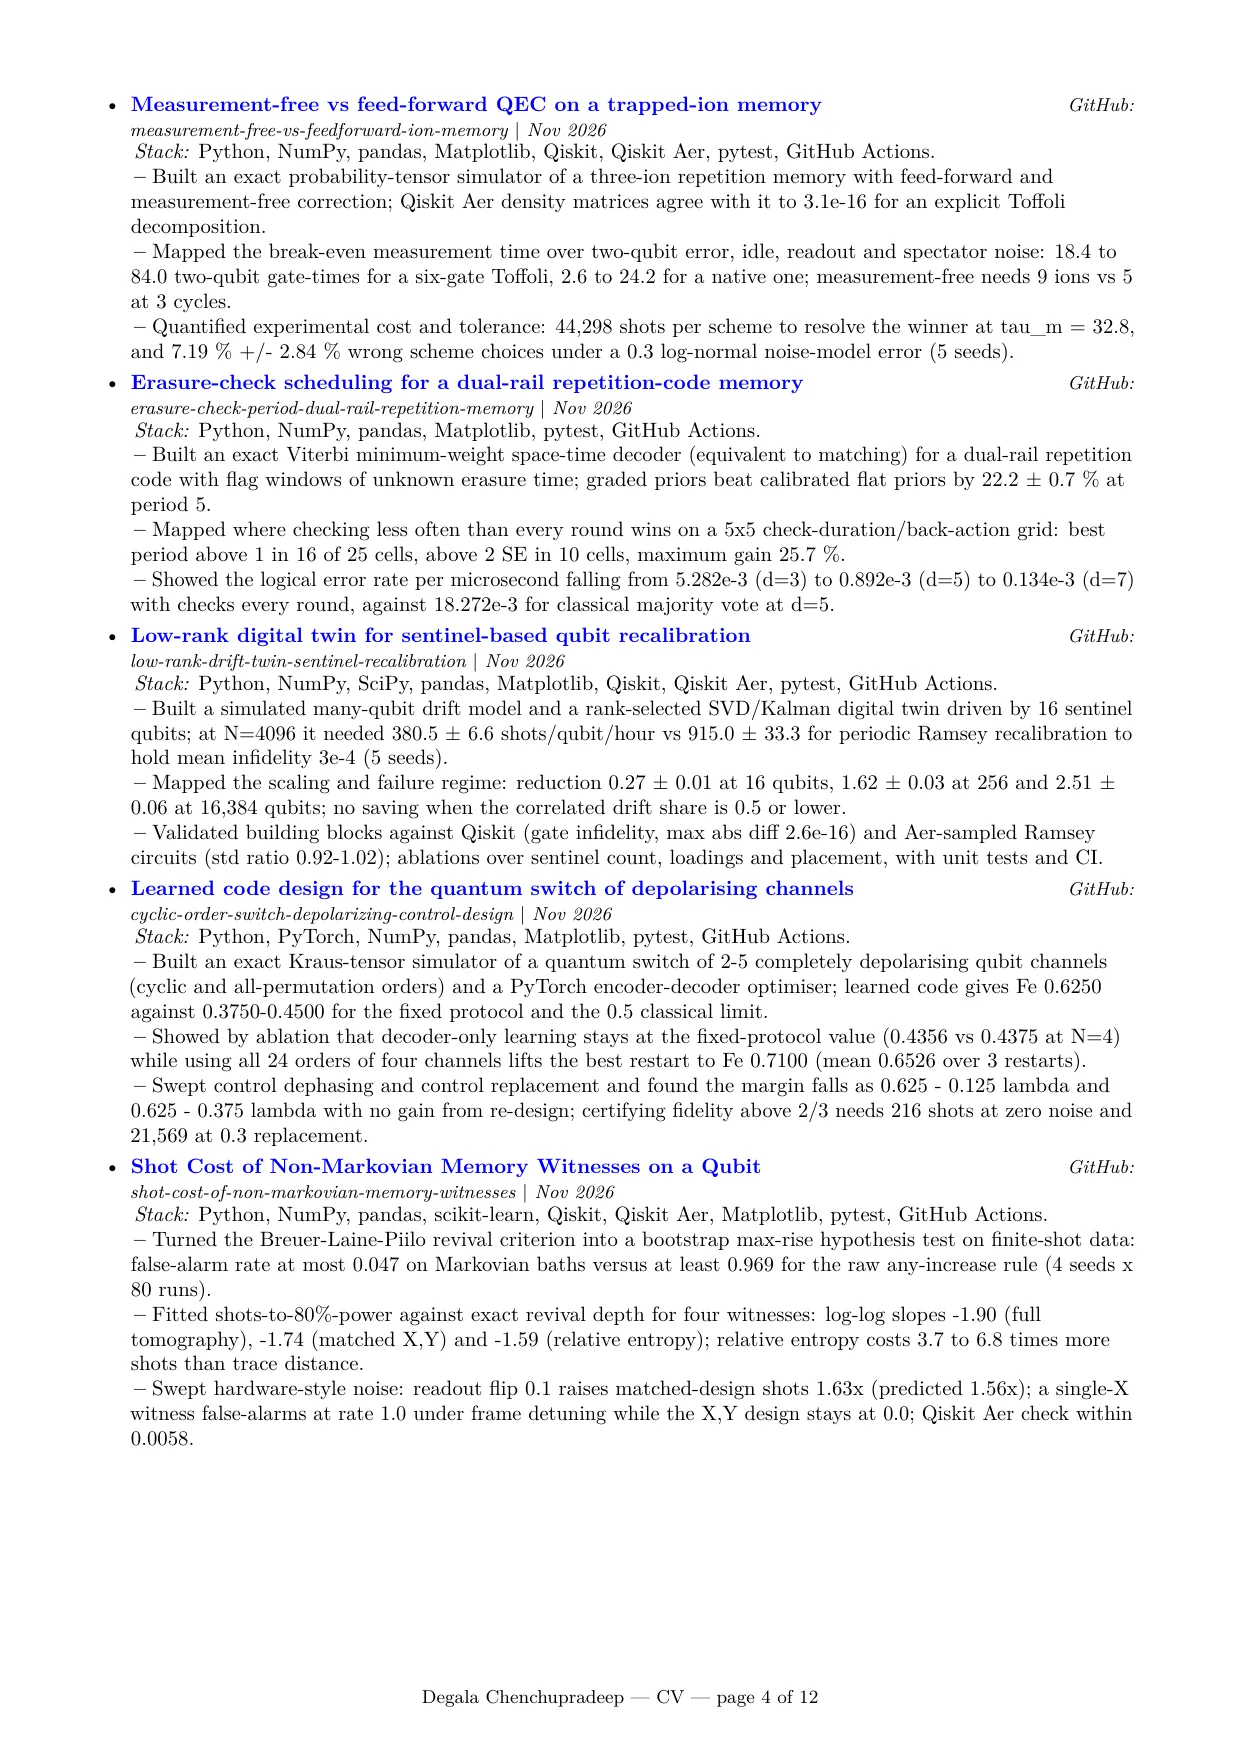 • Measurement-free vs feed-forward QEC on a trapped-ion memory GitHub:
measurement-free-vs-feedforward-ion-memory | Nov 2026
Stack: Python, NumPy, pandas, Matplotlib, Qiskit, Qiskit Aer, pytest, GitHub Actions.
– Built an exact probability-tensor simulator of a three-ion repetition memory with feed-forward and
measurement-free correction; Qiskit Aer density matrices agree with it to 3.1e-16 for an explicit Toffoli
decomposition.
– Mapped the break-even measurement time over two-qubit error, idle, readout and spectator noise: 18.4 to
84.0 two-qubit gate-times for a six-gate Toffoli, 2.6 to 24.2 for a native one; measurement-free needs 9 ions vs 5
at 3 cycles.
– Quantified experimental cost and tolerance: 44,298 shots per scheme to resolve the winner at tau_m = 32.8,
and 7.19 % +/- 2.84 % wrong scheme choices under a 0.3 log-normal noise-model error (5 seeds).
• Erasure-check scheduling for a dual-rail repetition-code memory GitHub:
erasure-check-period-dual-rail-repetition-memory | Nov 2026
Stack: Python, NumPy, pandas, Matplotlib, pytest, GitHub Actions.
– Built an exact Viterbi minimum-weight space-time decoder (equivalent to matching) for a dual-rail repetition
code with flag windows of unknown erasure time; graded priors beat calibrated flat priors by 22.2 ± 0.7 % at
period 5.
– Mapped where checking less often than every round wins on a 5x5 check-duration/back-action grid: best
period above 1 in 16 of 25 cells, above 2 SE in 10 cells, maximum gain 25.7 %.
– Showed the logical error rate per microsecond falling from 5.282e-3 (d=3) to 0.892e-3 (d=5) to 0.134e-3 (d=7)
with checks every round, against 18.272e-3 for classical majority vote at d=5.
• Low-rank digital twin for sentinel-based qubit recalibration GitHub:
low-rank-drift-twin-sentinel-recalibration | Nov 2026
Stack: Python, NumPy, SciPy, pandas, Matplotlib, Qiskit, Qiskit Aer, pytest, GitHub Actions.
– Built a simulated many-qubit drift model and a rank-selected SVD/Kalman digital twin driven by 16 sentinel
qubits; at N=4096 it needed 380.5 ± 6.6 shots/qubit/hour vs 915.0 ± 33.3 for periodic Ramsey recalibration to
hold mean infidelity 3e-4 (5 seeds).
– Mapped the scaling and failure regime: reduction 0.27 ± 0.01 at 16 qubits, 1.62 ± 0.03 at 256 and 2.51 ±
0.06 at 16,384 qubits; no saving when the correlated drift share is 0.5 or lower.
– Validated building blocks against Qiskit (gate infidelity, max abs diff 2.6e-16) and Aer-sampled Ramsey
circuits (std ratio 0.92-1.02); ablations over sentinel count, loadings and placement, with unit tests and CI.
• Learned code design for the quantum switch of depolarising channels GitHub:
cyclic-order-switch-depolarizing-control-design | Nov 2026
Stack: Python, PyTorch, NumPy, pandas, Matplotlib, pytest, GitHub Actions.
– Built an exact Kraus-tensor simulator of a quantum switch of 2-5 completely depolarising qubit channels
(cyclic and all-permutation orders) and a PyTorch encoder-decoder optimiser; learned code gives Fe 0.6250
against 0.3750-0.4500 for the fixed protocol and the 0.5 classical limit.
– Showed by ablation that decoder-only learning stays at the fixed-protocol value (0.4356 vs 0.4375 at N=4)
while using all 24 orders of four channels lifts the best restart to Fe 0.7100 (mean 0.6526 over 3 restarts).
– Swept control dephasing and control replacement and found the margin falls as 0.625 - 0.125 lambda and
0.625 - 0.375 lambda with no gain from re-design; certifying fidelity above 2/3 needs 216 shots at zero noise and
21,569 at 0.3 replacement.
• Shot Cost of Non-Markovian Memory Witnesses on a Qubit GitHub:
shot-cost-of-non-markovian-memory-witnesses | Nov 2026
Stack: Python, NumPy, pandas, scikit-learn, Qiskit, Qiskit Aer, Matplotlib, pytest, GitHub Actions.
– Turned the Breuer-Laine-Piilo revival criterion into a bootstrap max-rise hypothesis test on finite-shot data:
false-alarm rate at most 0.047 on Markovian baths versus at least 0.969 for the raw any-increase rule (4 seeds x
80 runs).
– Fitted shots-to-80%-power against exact revival depth for four witnesses: log-log slopes -1.90 (full
tomography), -1.74 (matched X,Y) and -1.59 (relative entropy); relative entropy costs 3.7 to 6.8 times more
shots than trace distance.
– Swept hardware-style noise: readout flip 0.1 raises matched-design shots 1.63x (predicted 1.56x); a single-X
witness false-alarms at rate 1.0 under frame detuning while the X,Y design stays at 0.0; Qiskit Aer check within
0.0058.
Degala Chenchupradeep — CV — page 4 of 12